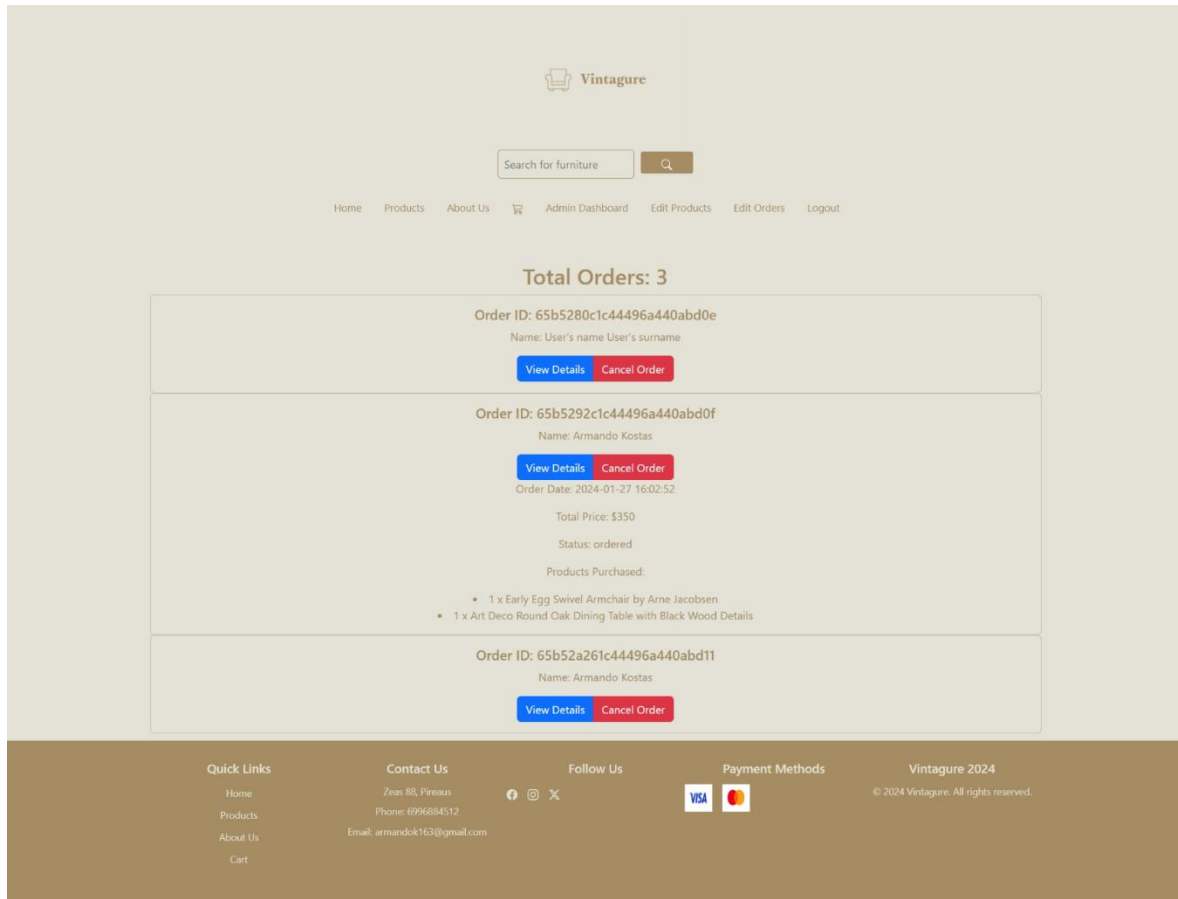 Vintagure
Search for furniture
Home Products About Us Admin Dashboard Edit Products Edit Orders Logout
Total Orders: 3
Order ID: 65b5280c1c44496a440abd0e
Name: User's name User's surname
View Details Cancel Order
Order ID: 65b5292c1c44496a440abd0f
Name: Armando Kostas
View Details Cancel Order
Order Date: 2024-01-27 16:02:52
Total Price: $350
Status: ordered
Products Purchased:
• 1 x Early Egg Swivel Armchair by Arne Jacobsen
• 1 x Art Deco Round Oak Dining Table with Black Wood Details
Order ID: 65b52a261c44496a440abd11
Name: Armando Kostas
View Details Cancel Order
Quick Links
Home
Products
About Us
Cart
Contact Us
Zeas 88, Pireaus
Phone: 6996884512
Email: armandok163@gmail.com
Follow Us
Payment Methods
VISA
Vintagure 2024
© 2024 Vintagure. All rights reserved.